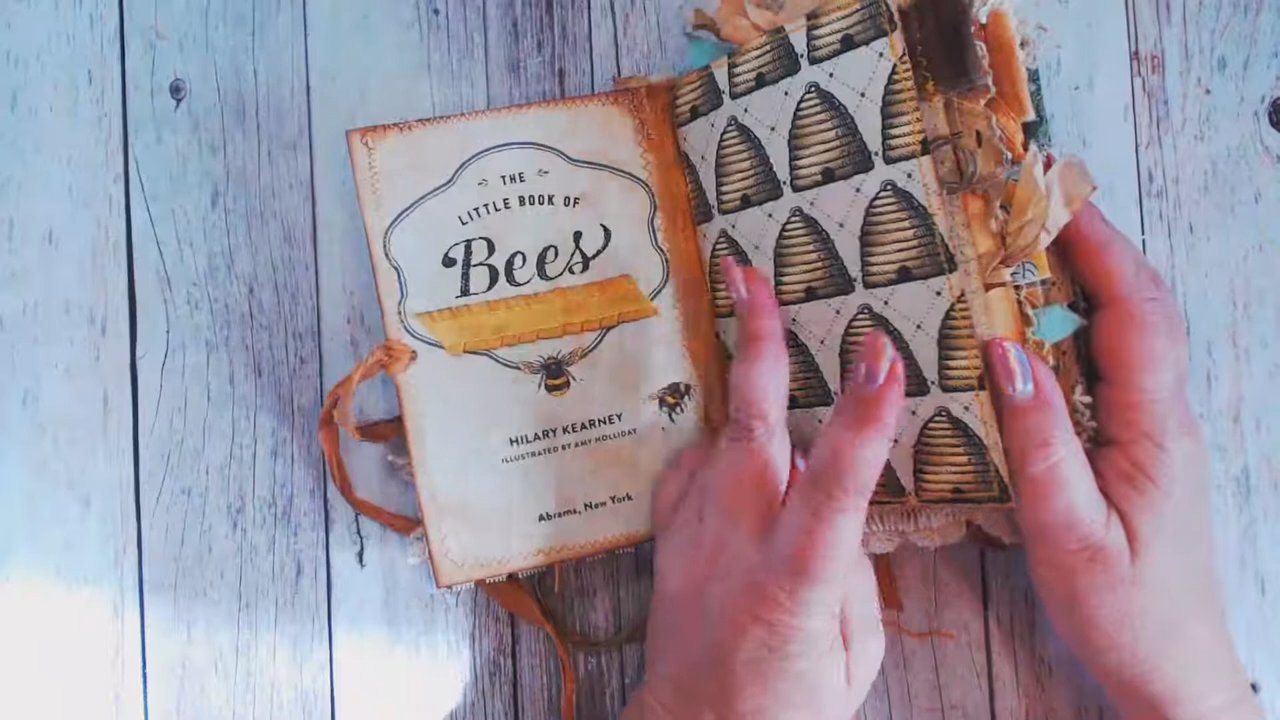 THE
LITTLE BOOK OF
Bees
HILARY KEARNEY
ILLUSTRATED BY AMY HOLLIDAY
Abrams, New York